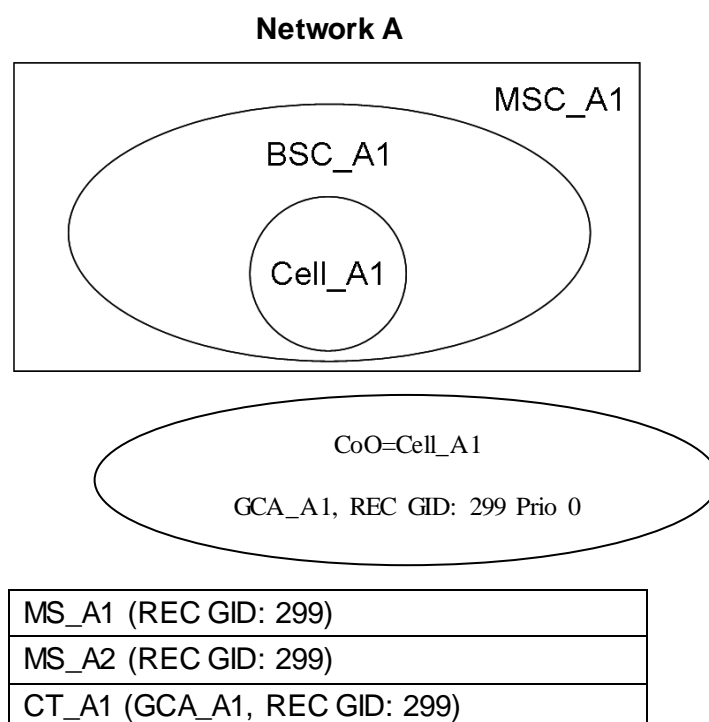 Network A
MSC_A1
BSC_A1
Cell_A1
CoO=Cell_A1
GCA_A1, REC GID: 299 Prio 0
MS_A1 (REC GID: 299)
MS_A2 (REC GID: 299)
CT_A1 (GCA_A1, REC GID: 299)